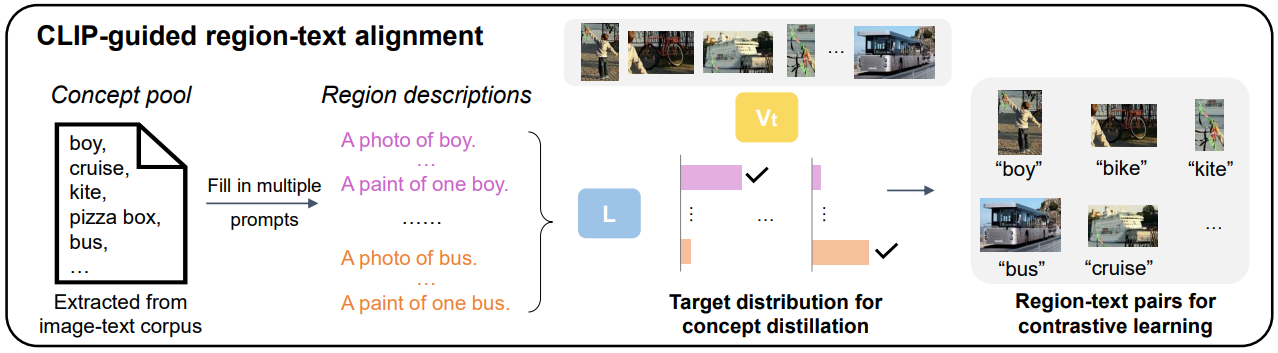 CLIP-guided region-text alignment
Concept pool
boy,
cruise,
kite,
pizza box,
bus,
...
Extracted from
image-text corpus
Fill in multiple
prompts
Region descriptions
A photo of boy.
...
A paint of one boy.
......
A photo of bus.
...
A paint of one bus.
L
...
Vt
⋮
...
⋮
Target distribution for
concept distillation
"boy"
"bike"
"kite"
"bus"
"cruise"
...
Region-text pairs for
contrastive learning